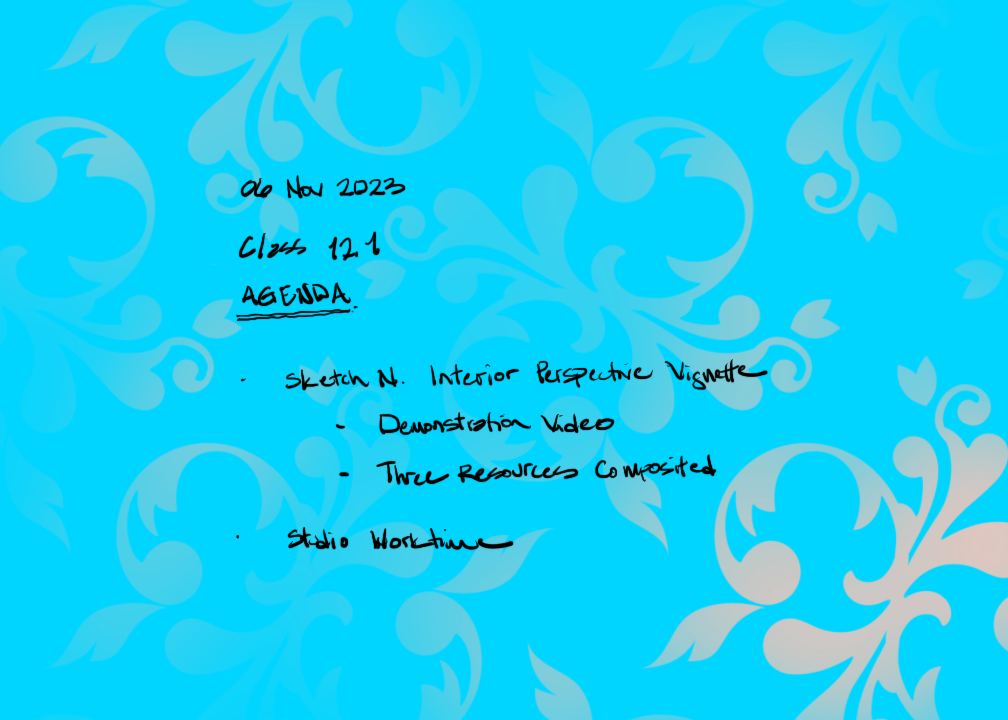 06 Nov 2023
Class 12.1
AGENDA
· Sketch N. Interior Perspective Vignette
- Demonstration Video
- Three Resources Composited
· Studio Worktime